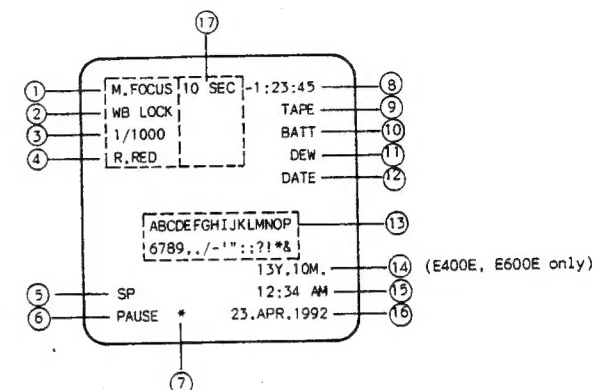 17
1 M.FOCUS 10 SEC -1:23:45 8
2 WB LOCK TAPE 9
3 1/1000 BATT 10
4 R.RED DEW 11
DATE 12
ABCDEFGHIJKLMNOP 13
6789,./-'":;?!*&
13Y.10M. 14 (E400E, E600E only)
5 SP 12:34 AM 15
6 PAUSE * 23.APR.1992 16
7